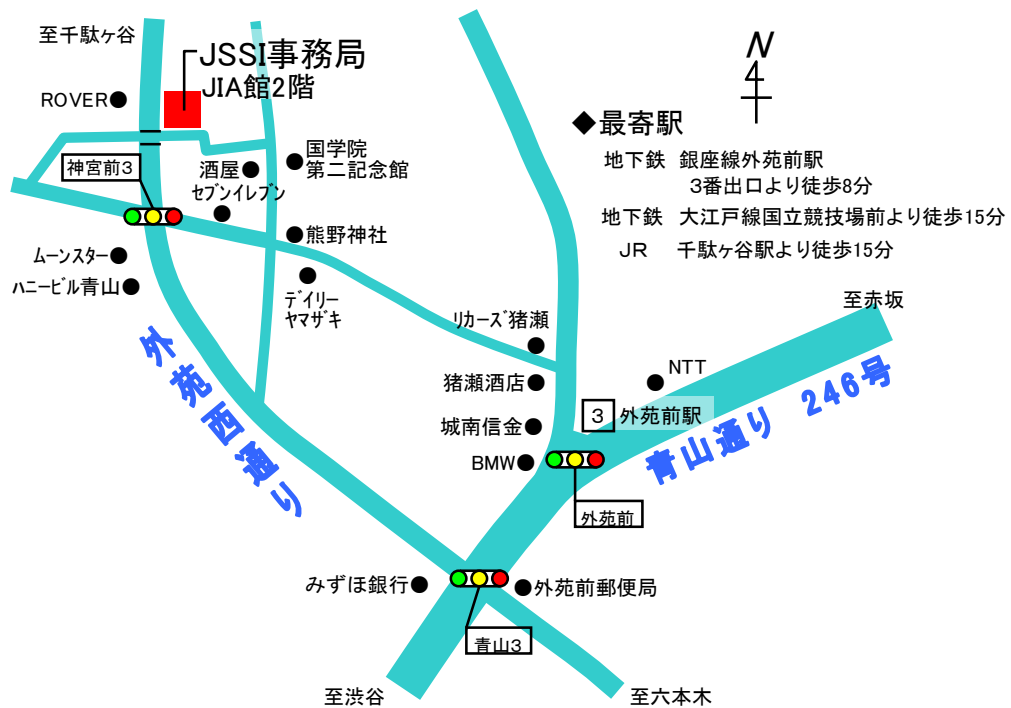 至千駄ヶ谷
JSSI事務局
JIA館2階
ROVER
神宮前3
酒屋
セブンイレブン
国学院
第二記念館
熊野神社
ムーンスター
ハニービル青山
デイリー
ヤマザキ
N
◆最寄駅
地下鉄 銀座線外苑前駅
3番出口より徒歩8分
地下鉄 大江戸線国立競技場前より徒歩15分
JR 千駄ヶ谷駅より徒歩15分
至赤坂
リカーズ猪瀬
猪瀬酒店
NTT
3 外苑前駅
城南信金
BMW
外苑西通り
青山通り 246号
外苑前
みずほ銀行
外苑前郵便局
青山3
至渋谷
至六本木